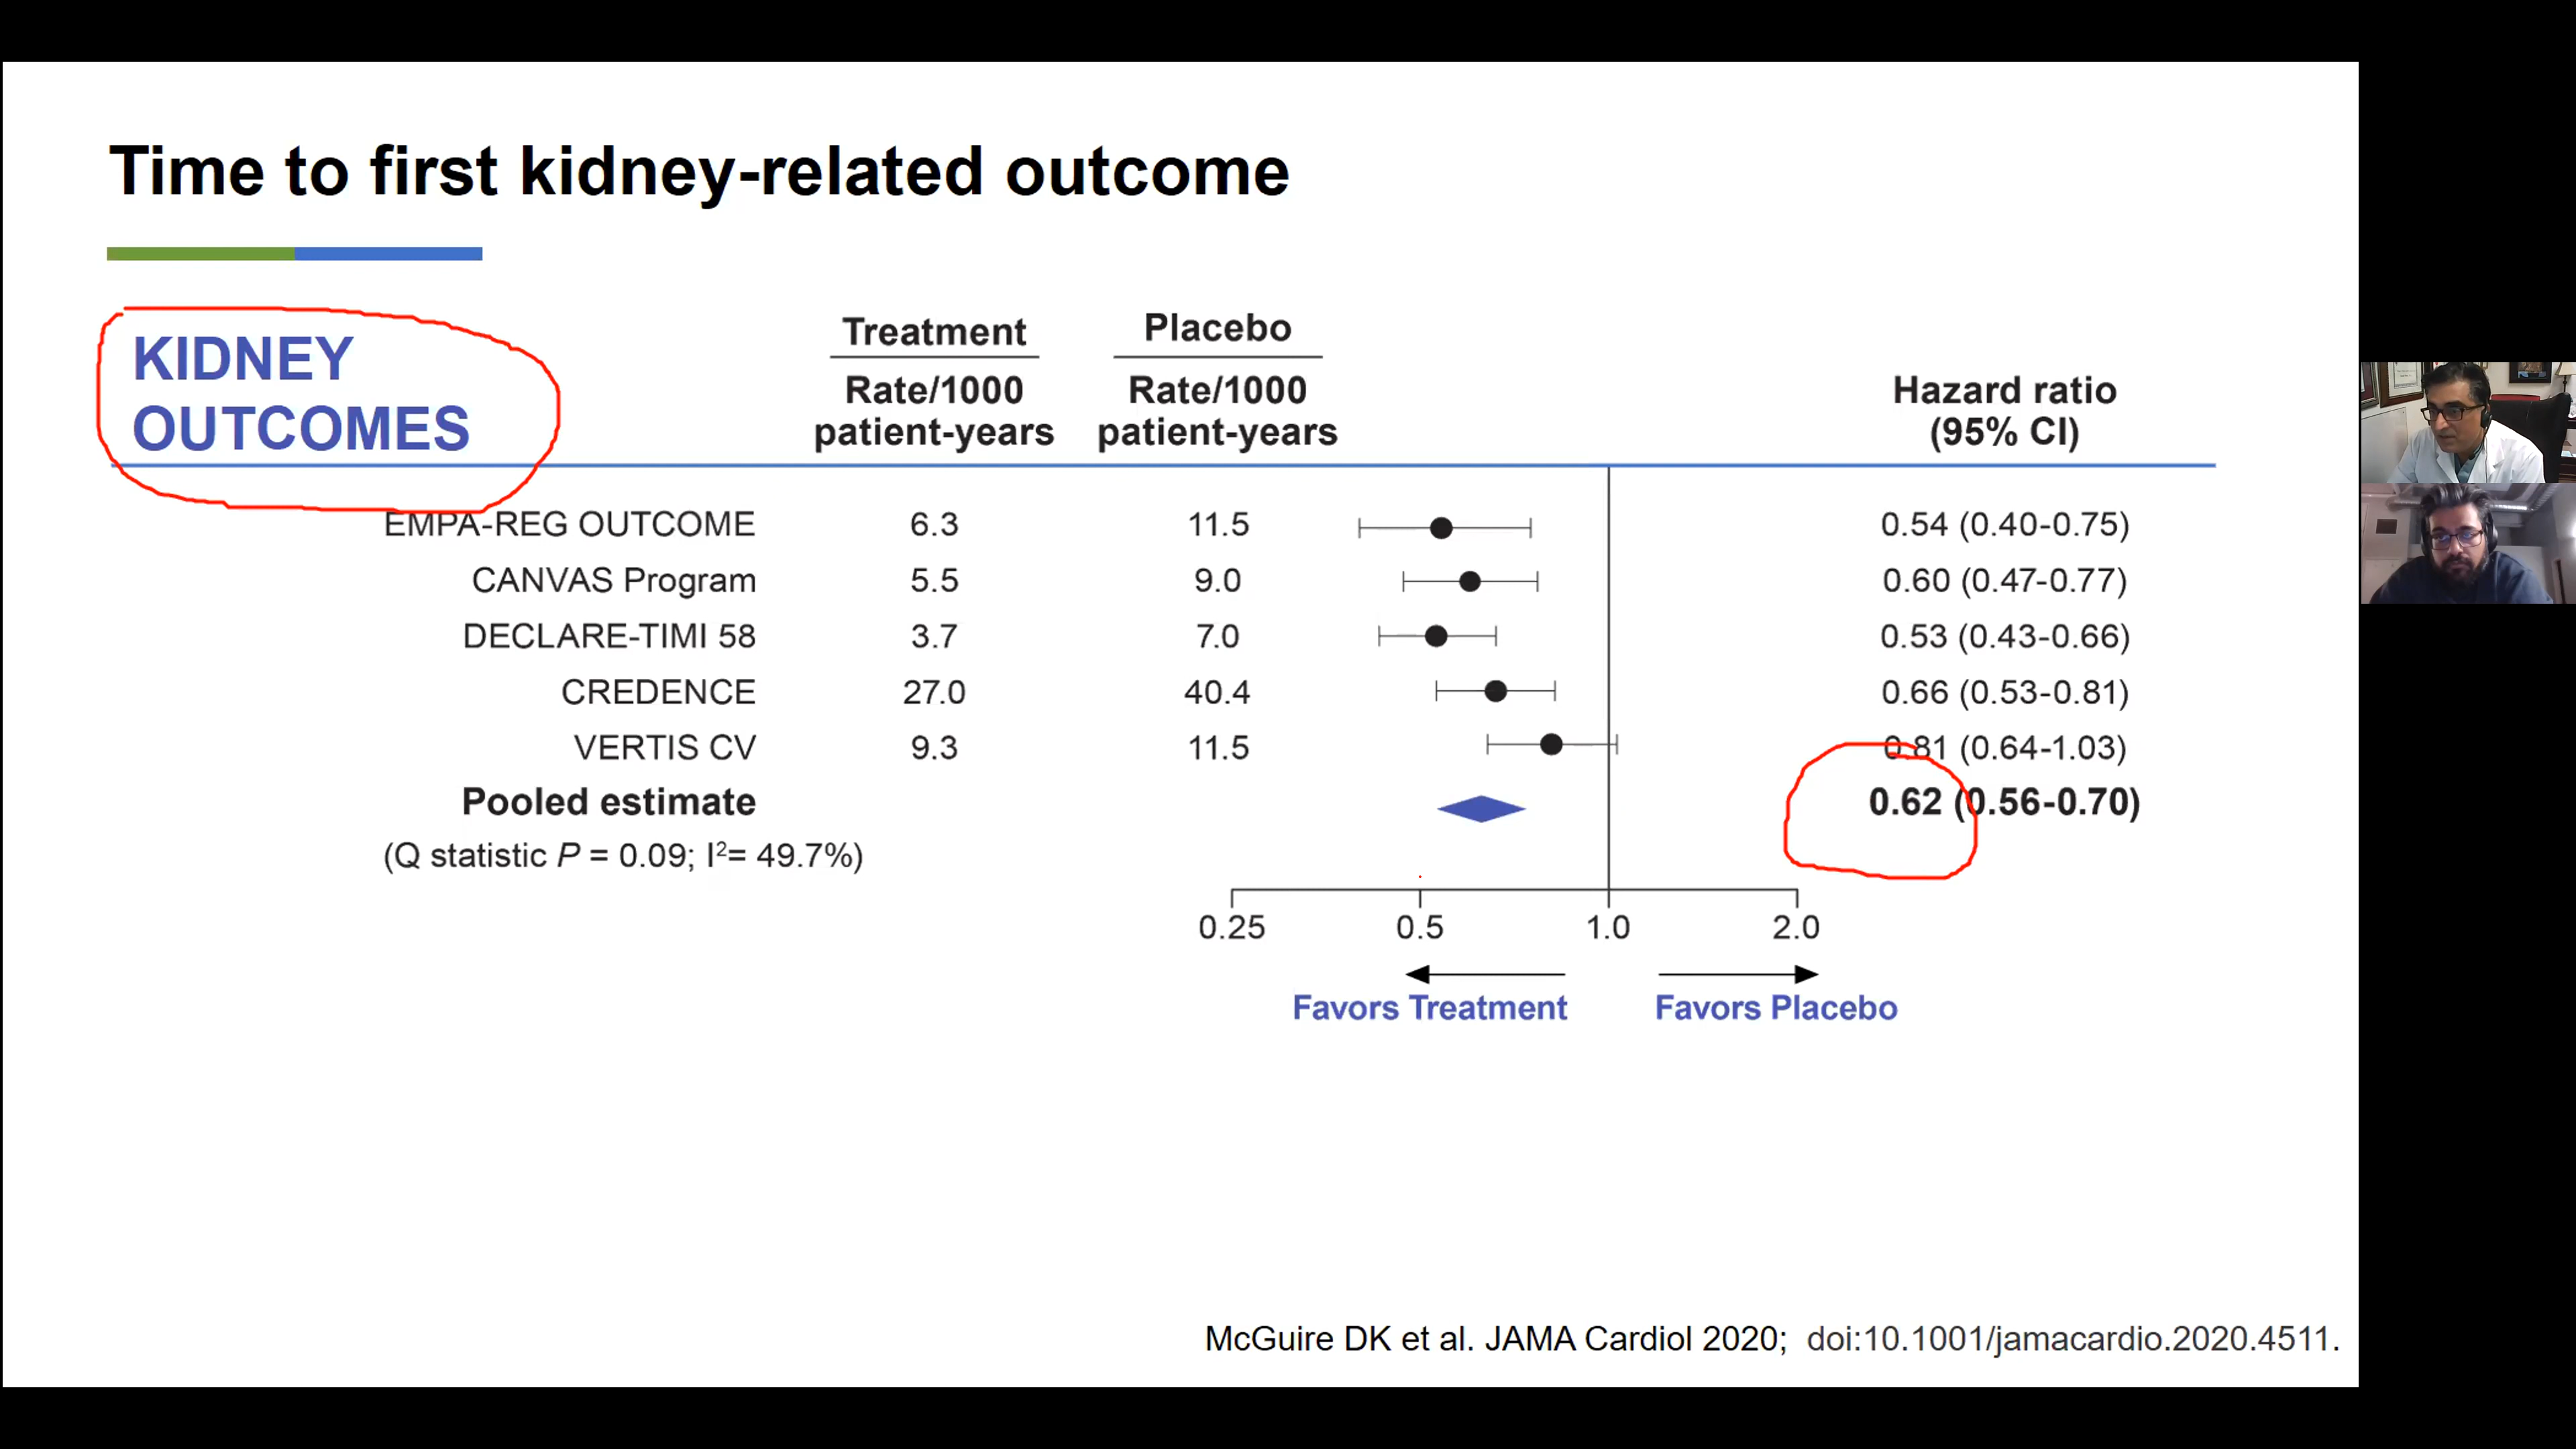 Time to first kidney-related outcome
KIDNEY
OUTCOMES
Treatment
Placebo
Rate/1000
patient-years
Rate/1000
patient-years
Hazard ratio
(95% CI)
EMPA-REG OUTCOME 6.3 11.5 0.54 (0.40-0.75)
CANVAS Program 5.5 9.0 0.60 (0.47-0.77)
DECLARE-TIMI 58 3.7 7.0 0.53 (0.43-0.66)
CREDENCE 27.0 40.4 0.66 (0.53-0.81)
VERTIS CV 9.3 11.5 0.81 (0.64-1.03)
Pooled estimate 0.62 (0.56-0.70)
(Q statistic P = 0.09; I²= 49.7%)
0.25 0.5 1.0 2.0
Favors Treatment Favors Placebo
McGuire DK et al. JAMA Cardiol 2020; doi:10.1001/jamacardio.2020.4511.